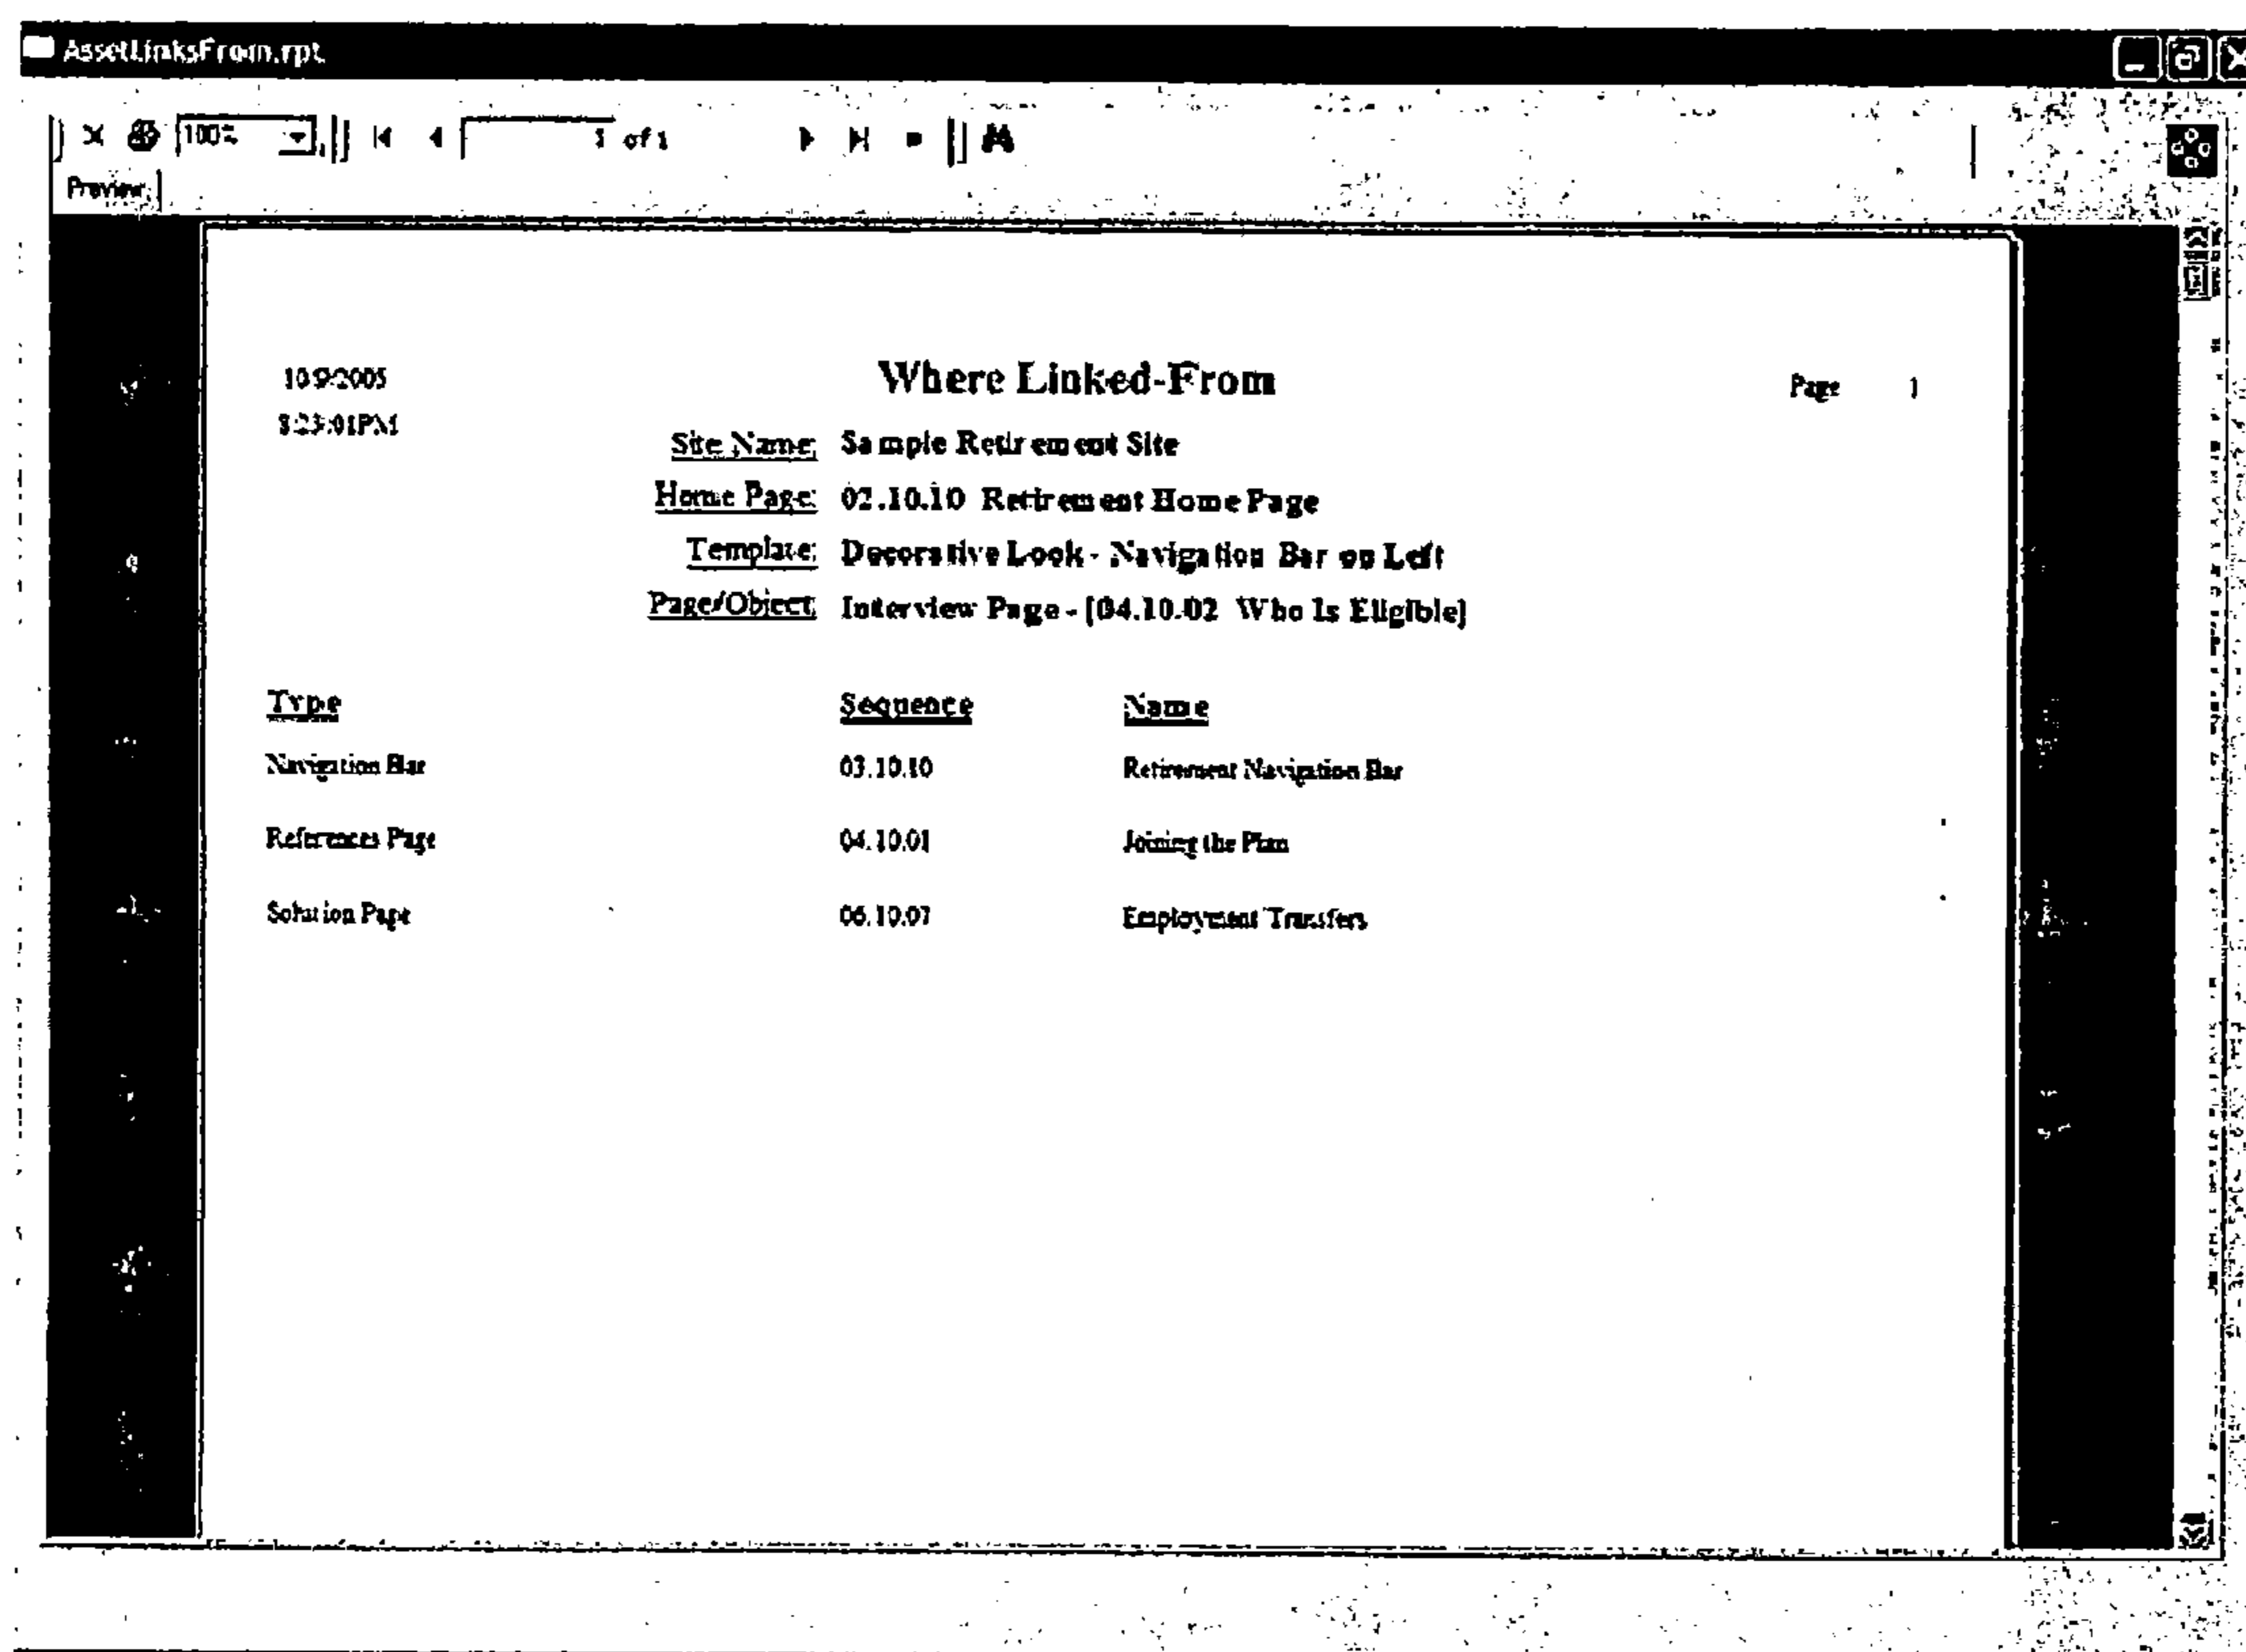 AssetLinksFrom.rpt
100%
1 of 1
Preview
10/9/2005
Where Linked-From
Page 1
8:23:01PM
Site Name: Sample Retirement Site
Home Page: 02.10.10 Retirement Home Page
Template: Decorative Look - Navigation Bar on Left
Page/Object: Interview Page - [04.10.02 Who Is Eligible]
Type Sequence Name
Navigation Bar 03.10.10 Retirement Navigation Bar
References Page 04.10.01 Joining the Plan
Solution Page 06.10.07 Employment Transfers